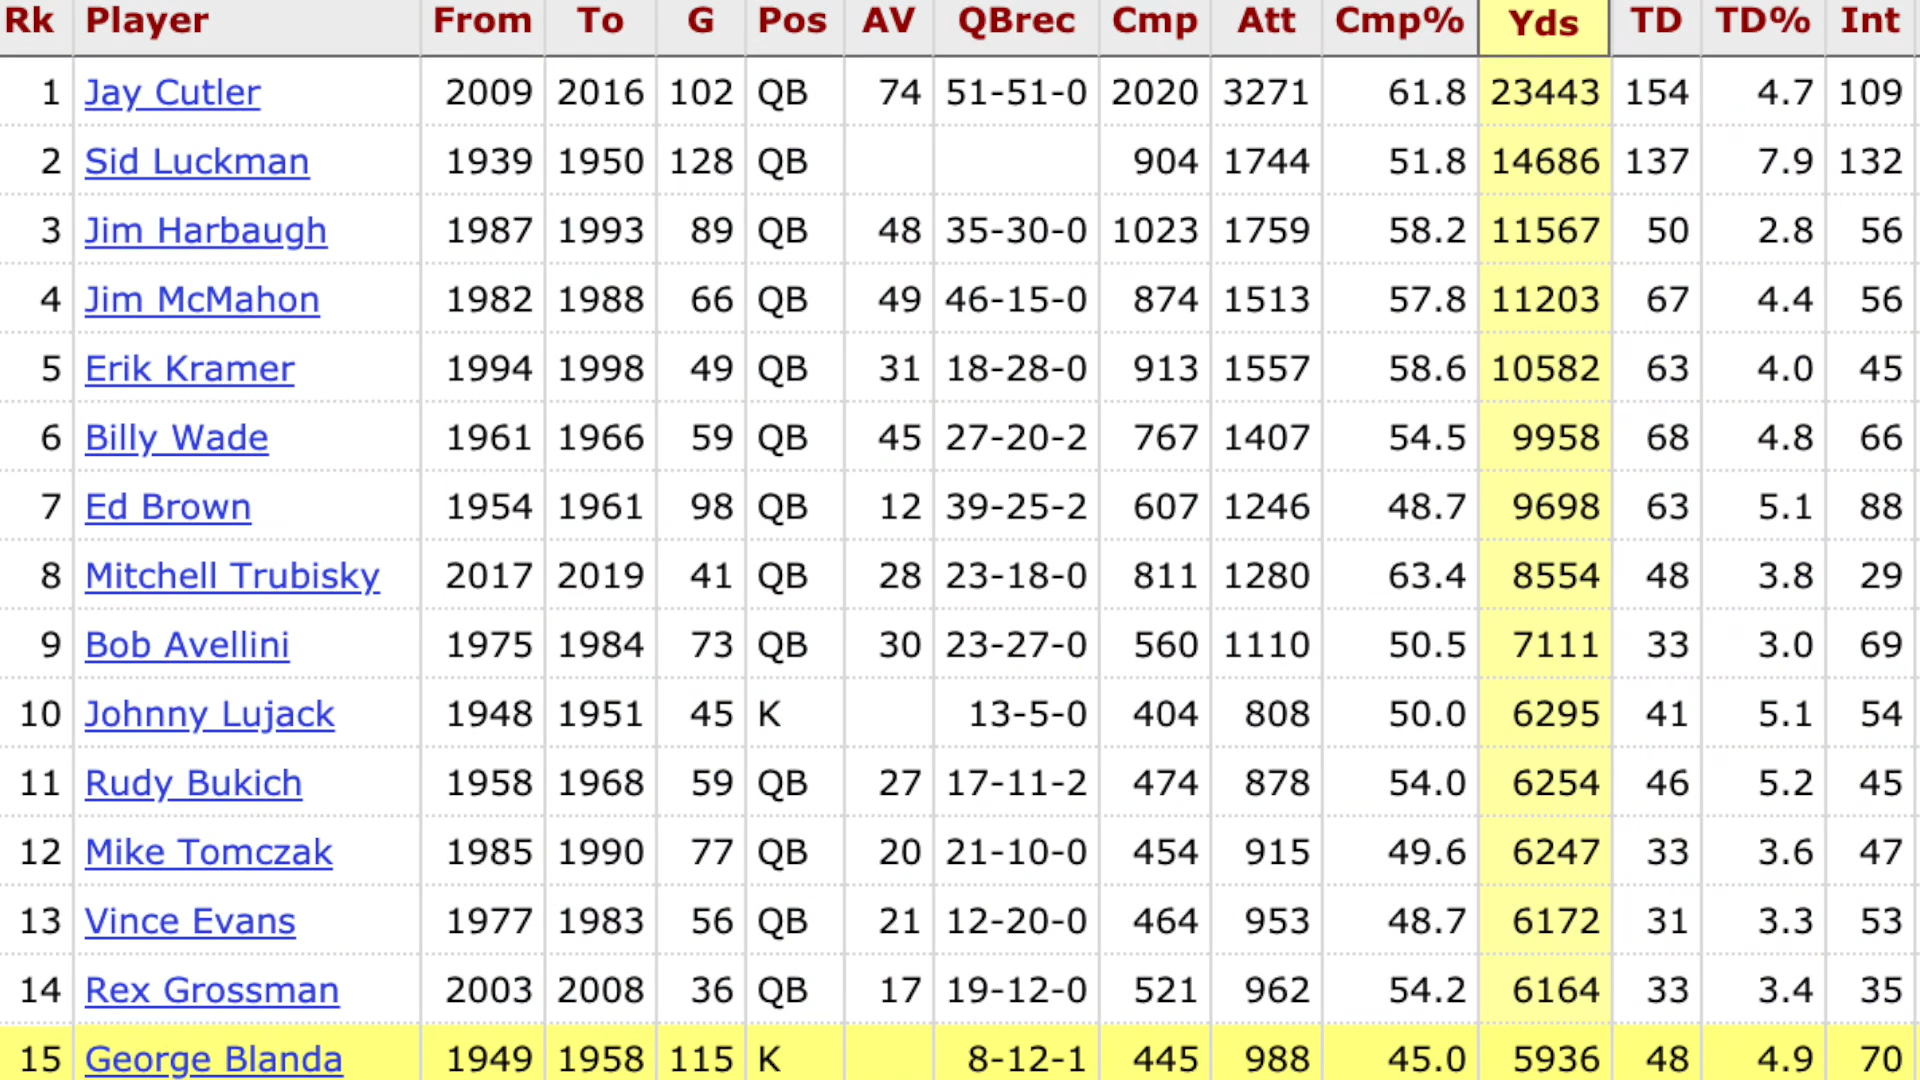 Rk Player From To G Pos AV QBrec Cmp Att Cmp% Yds TD TD% Int
1 Jay Cutler 2009 2016 102 QB 74 51-51-0 2020 3271 61.8 23443 154 4.7 109
2 Sid Luckman 1939 1950 128 QB 904 1744 51.8 14686 137 7.9 132
3 Jim Harbaugh 1987 1993 89 QB 48 35-30-0 1023 1759 58.2 11567 50 2.8 56
4 Jim McMahon 1982 1988 66 QB 49 46-15-0 874 1513 57.8 11203 67 4.4 56
5 Erik Kramer 1994 1998 49 QB 31 18-28-0 913 1557 58.6 10582 63 4.0 45
6 Billy Wade 1961 1966 59 QB 45 27-20-2 767 1407 54.5 9958 68 4.8 66
7 Ed Brown 1954 1961 98 QB 12 39-25-2 607 1246 48.7 9698 63 5.1 88
8 Mitchell Trubisky 2017 2019 41 QB 28 23-18-0 811 1280 63.4 8554 48 3.8 29
9 Bob Avellini 1975 1984 73 QB 30 23-27-0 560 1110 50.5 7111 33 3.0 69
10 Johnny Lujack 1948 1951 45 K 13-5-0 404 808 50.0 6295 41 5.1 54
11 Rudy Bukich 1958 1968 59 QB 27 17-11-2 474 878 54.0 6254 46 5.2 45
12 Mike Tomczak 1985 1990 77 QB 20 21-10-0 454 915 49.6 6247 33 3.6 47
13 Vince Evans 1977 1983 56 QB 21 12-20-0 464 953 48.7 6172 31 3.3 53
14 Rex Grossman 2003 2008 36 QB 17 19-12-0 521 962 54.2 6164 33 3.4 35
15 George Blanda 1949 1958 115 K 8-12-1 445 988 45.0 5936 48 4.9 70